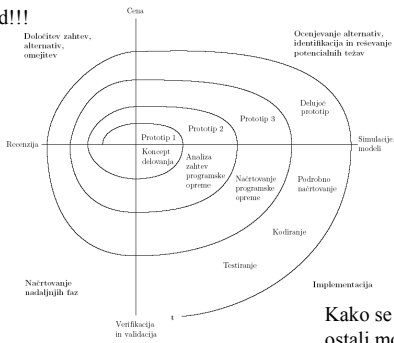 d!!!
Cena
Določitev zahtev,
alternativ,
omejitev
Ocenjevanje alternativ,
identifikacija in reševanje
potencialnih težav
Delujoč
prototip
Prototip 3
Prototip 2
Prototip 1
Recenzija
Simulacije,
modeli
Koncept
delovanja
Analiza
zahtev
programske
opreme
Načrtovanje
programske
opreme
Podrobno
načrtovanje
Kodiranje
Testiranje
Načrtovanje
nadaljnjih faz
Implementacija
t
Verifikacija
in validacija
Kako se
ostali mo